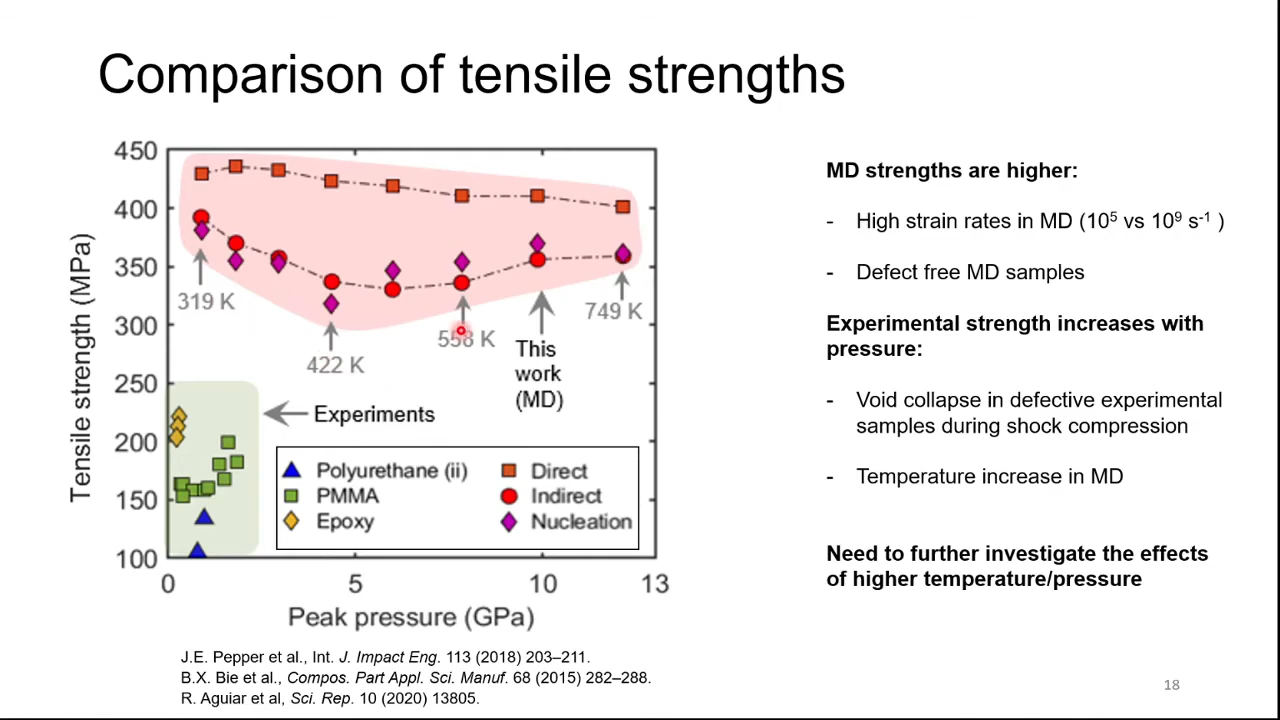 Comparison of tensile strengths
450
400
350
300
250
200
150
100
0
5
10
13
Tensile strength (MPa)
Peak pressure (GPa)
319 K
422 K
558 K
749 K
This
work
(MD)
Experiments
Polyurethane (ii)
PMMA
Epoxy
Direct
Indirect
Nucleation
MD strengths are higher:
- High strain rates in MD (10⁵ vs 10⁹ s⁻¹ )
- Defect free MD samples
Experimental strength increases with
pressure:
- Void collapse in defective experimental
samples during shock compression
- Temperature increase in MD
Need to further investigate the effects
of higher temperature/pressure
J.E. Pepper et al., Int. J. Impact Eng. 113 (2018) 203–211.
B.X. Bie et al., Compos. Part Appl. Sci. Manuf. 68 (2015) 282–288.
R. Aguiar et al, Sci. Rep. 10 (2020) 13805.
18